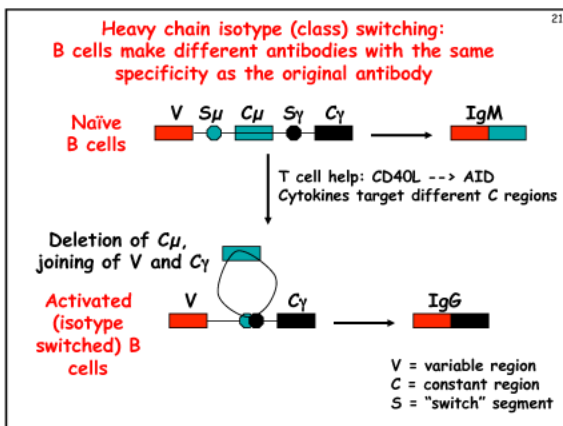 21
Heavy chain isotype (class) switching:
B cells make different antibodies with the same
specificity as the original antibody
V Sμ Cμ Sγ Cγ IgM
Naïve
B cells
T cell help: CD40L --> AID
Cytokines target different C regions
Deletion of Cμ,
joining of V and Cγ
V Cγ IgG
Activated
(isotype
switched) B
cells
V = variable region
C = constant region
S = “switch” segment